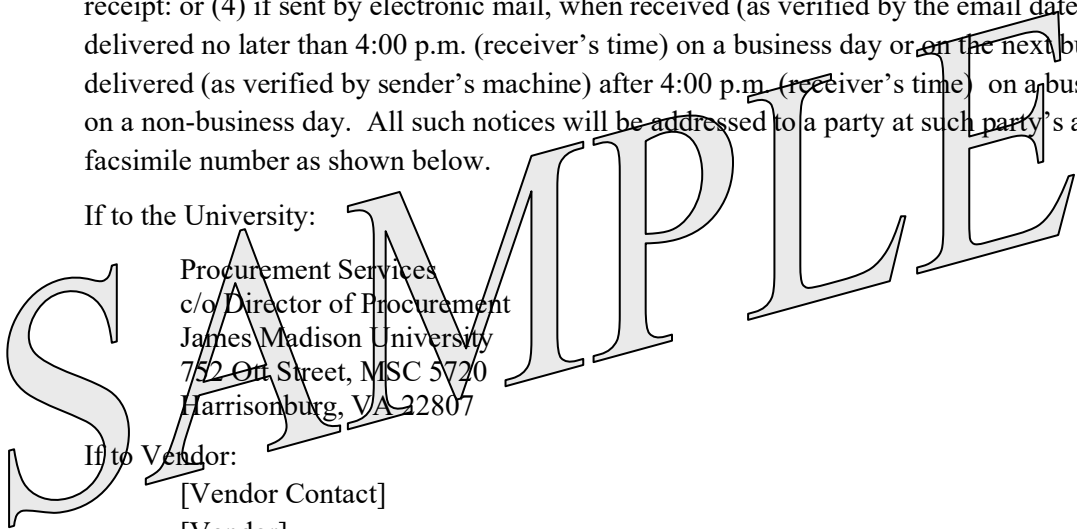 receipt: or (4) if sent by electronic mail, when received (as verified by the email date
delivered no later than 4:00 p.m. (receiver's time) on a business day or on the next bu
delivered (as verified by sender's machine) after 4:00 p.m. (receiver's time)  on a bus
on a non-business day.  All such notices will be addressed to a party at such party's a
facsimile number as shown below.
If to the University:
Procurement Services
c/o Director of Procurement
James Madison University
752 Ott Street, MSC 5720
Harrisonburg, VA 22807
If to Vendor:
[Vendor Contact]
[Vendor]
SAMPLE